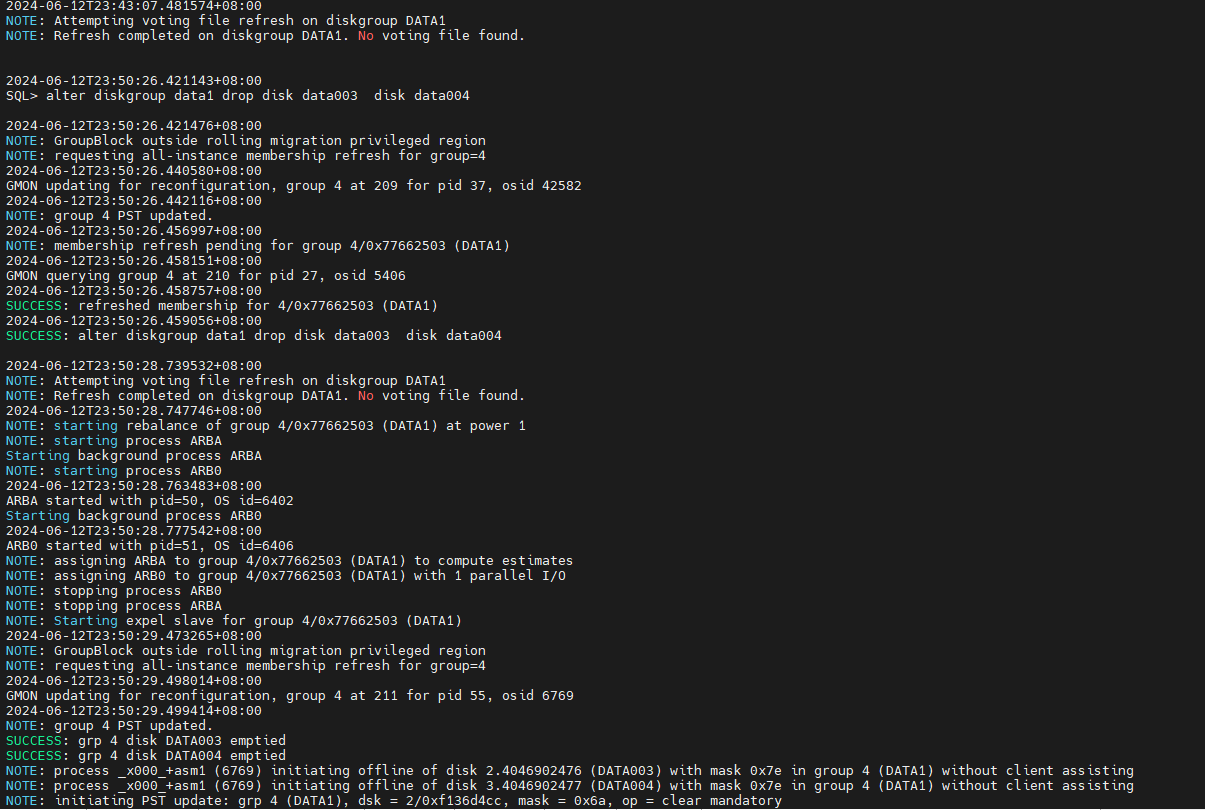 2024-06-12T23:43:07.481574+08:00
NOTE: Attempting voting file refresh on diskgroup DATA1
NOTE: Refresh completed on diskgroup DATA1. No voting file found.
2024-06-12T23:50:26.421143+08:00
SQL> alter diskgroup data1 drop disk data003  disk data004
2024-06-12T23:50:26.421476+08:00
NOTE: GroupBlock outside rolling migration privileged region
NOTE: requesting all-instance membership refresh for group=4
2024-06-12T23:50:26.440580+08:00
GMON updating for reconfiguration, group 4 at 209 for pid 37, osid 42582
2024-06-12T23:50:26.442116+08:00
NOTE: group 4 PST updated.
2024-06-12T23:50:26.456997+08:00
NOTE: membership refresh pending for group 4/0x77662503 (DATA1)
2024-06-12T23:50:26.458151+08:00
GMON querying group 4 at 210 for pid 27, osid 5406
2024-06-12T23:50:26.458757+08:00
SUCCESS: refreshed membership for 4/0x77662503 (DATA1)
2024-06-12T23:50:26.459056+08:00
SUCCESS: alter diskgroup data1 drop disk data003  disk data004
2024-06-12T23:50:28.739532+08:00
NOTE: Attempting voting file refresh on diskgroup DATA1
NOTE: Refresh completed on diskgroup DATA1. No voting file found.
2024-06-12T23:50:28.747746+08:00
NOTE: starting rebalance of group 4/0x77662503 (DATA1) at power 1
NOTE: starting process ARBA
Starting background process ARBA
NOTE: starting process ARB0
2024-06-12T23:50:28.763483+08:00
ARBA started with pid=50, OS id=6402
Starting background process ARB0
2024-06-12T23:50:28.777542+08:00
ARB0 started with pid=51, OS id=6406
NOTE: assigning ARBA to group 4/0x77662503 (DATA1) to compute estimates
NOTE: assigning ARB0 to group 4/0x77662503 (DATA1) with 1 parallel I/O
NOTE: stopping process ARB0
NOTE: stopping process ARBA
NOTE: Starting expel slave for group 4/0x77662503 (DATA1)
2024-06-12T23:50:29.473265+08:00
NOTE: GroupBlock outside rolling migration privileged region
NOTE: requesting all-instance membership refresh for group=4
2024-06-12T23:50:29.498014+08:00
GMON updating for reconfiguration, group 4 at 211 for pid 55, osid 6769
2024-06-12T23:50:29.499414+08:00
NOTE: group 4 PST updated.
SUCCESS: grp 4 disk DATA003 emptied
SUCCESS: grp 4 disk DATA004 emptied
NOTE: process _x000_+asm1 (6769) initiating offline of disk 2.4046902476 (DATA003) with mask 0x7e in group 4 (DATA1) without client assisting
NOTE: process _x000_+asm1 (6769) initiating offline of disk 3.4046902477 (DATA004) with mask 0x7e in group 4 (DATA1) without client assisting
NOTE: initiating PST update: grp 4 (DATA1), dsk = 2/0xf136d4cc, mask = 0x6a, op = clear mandatory